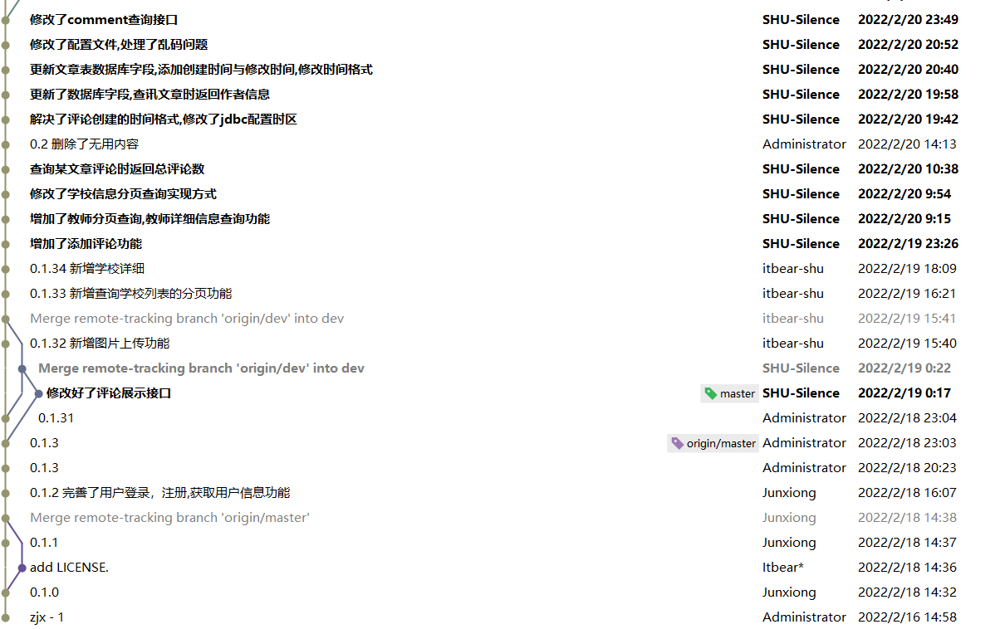 修改了comment查询接口 SHU-Silence 2022/2/20 23:49
修改了配置文件,处理了乱码问题 SHU-Silence 2022/2/20 20:52
更新文章表数据库字段,添加创建时间与修改时间,修改时间格式 SHU-Silence 2022/2/20 20:40
更新了数据库字段,查讯文章时返回作者信息 SHU-Silence 2022/2/20 19:58
解决了评论创建的时间格式,修改了jdbc配置时区 SHU-Silence 2022/2/20 19:42
0.2 删除了无用内容 Administrator 2022/2/20 14:13
查询某文章评论时返回总评论数 SHU-Silence 2022/2/20 10:38
修改了学校信息分页查询实现方式 SHU-Silence 2022/2/20 9:54
增加了教师分页查询,教师详细信息查询功能 SHU-Silence 2022/2/20 9:15
增加了添加评论功能 SHU-Silence 2022/2/19 23:26
0.1.34 新增学校详细 itbear-shu 2022/2/19 18:09
0.1.33 新增查询学校列表的分页功能 itbear-shu 2022/2/19 16:21
Merge remote-tracking branch 'origin/dev' into dev itbear-shu 2022/2/19 15:41
0.1.32 新增图片上传功能 itbear-shu 2022/2/19 15:40
Merge remote-tracking branch 'origin/dev' into dev SHU-Silence 2022/2/19 0:22
修改好了评论展示接口 master SHU-Silence 2022/2/19 0:17
0.1.31 Administrator 2022/2/18 23:04
0.1.3 origin/master Administrator 2022/2/18 23:03
0.1.3 Administrator 2022/2/18 20:23
0.1.2 完善了用户登录，注册,获取用户信息功能 Junxiong 2022/2/18 16:07
Merge remote-tracking branch 'origin/master' Junxiong 2022/2/18 14:38
0.1.1 Junxiong 2022/2/18 14:37
add LICENSE. Itbear* 2022/2/18 14:36
0.1.0 Junxiong 2022/2/18 14:32
zjx - 1 Administrator 2022/2/16 14:58